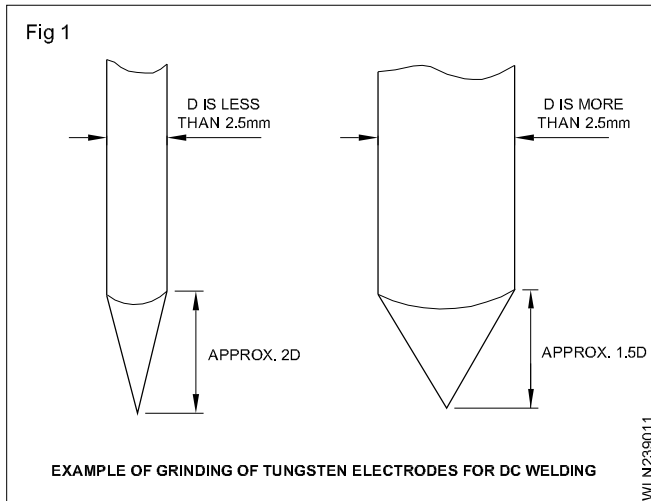 Fig 1
D IS LESS
THAN 2.5mm
D IS MORE
THAN 2.5mm
APPROX. 2D
APPROX. 1.5D
EXAMPLE OF GRINDING OF TUNGSTEN ELECTRODES FOR DC WELDING
WLN239011